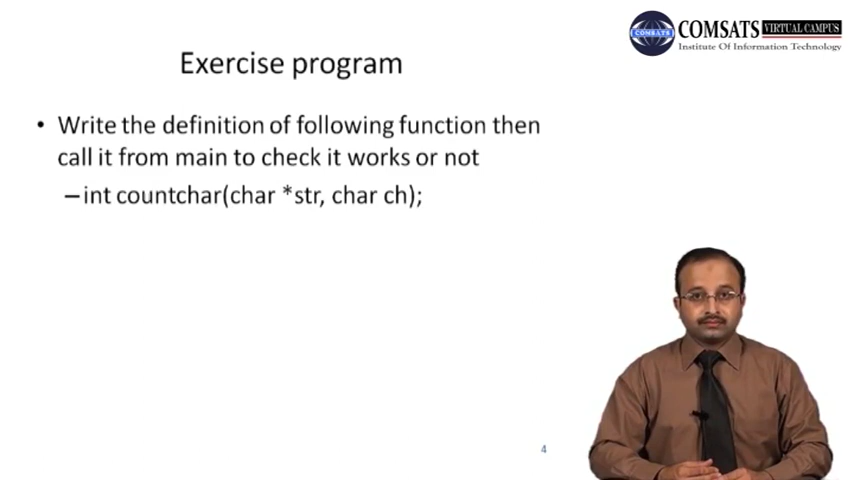 COMSATS VIRTUAL CAMPUS
COMSATS Institute Of Information Technology
Exercise program
• Write the definition of following function then
call it from main to check it works or not
– int countchar(char *str, char ch);
4